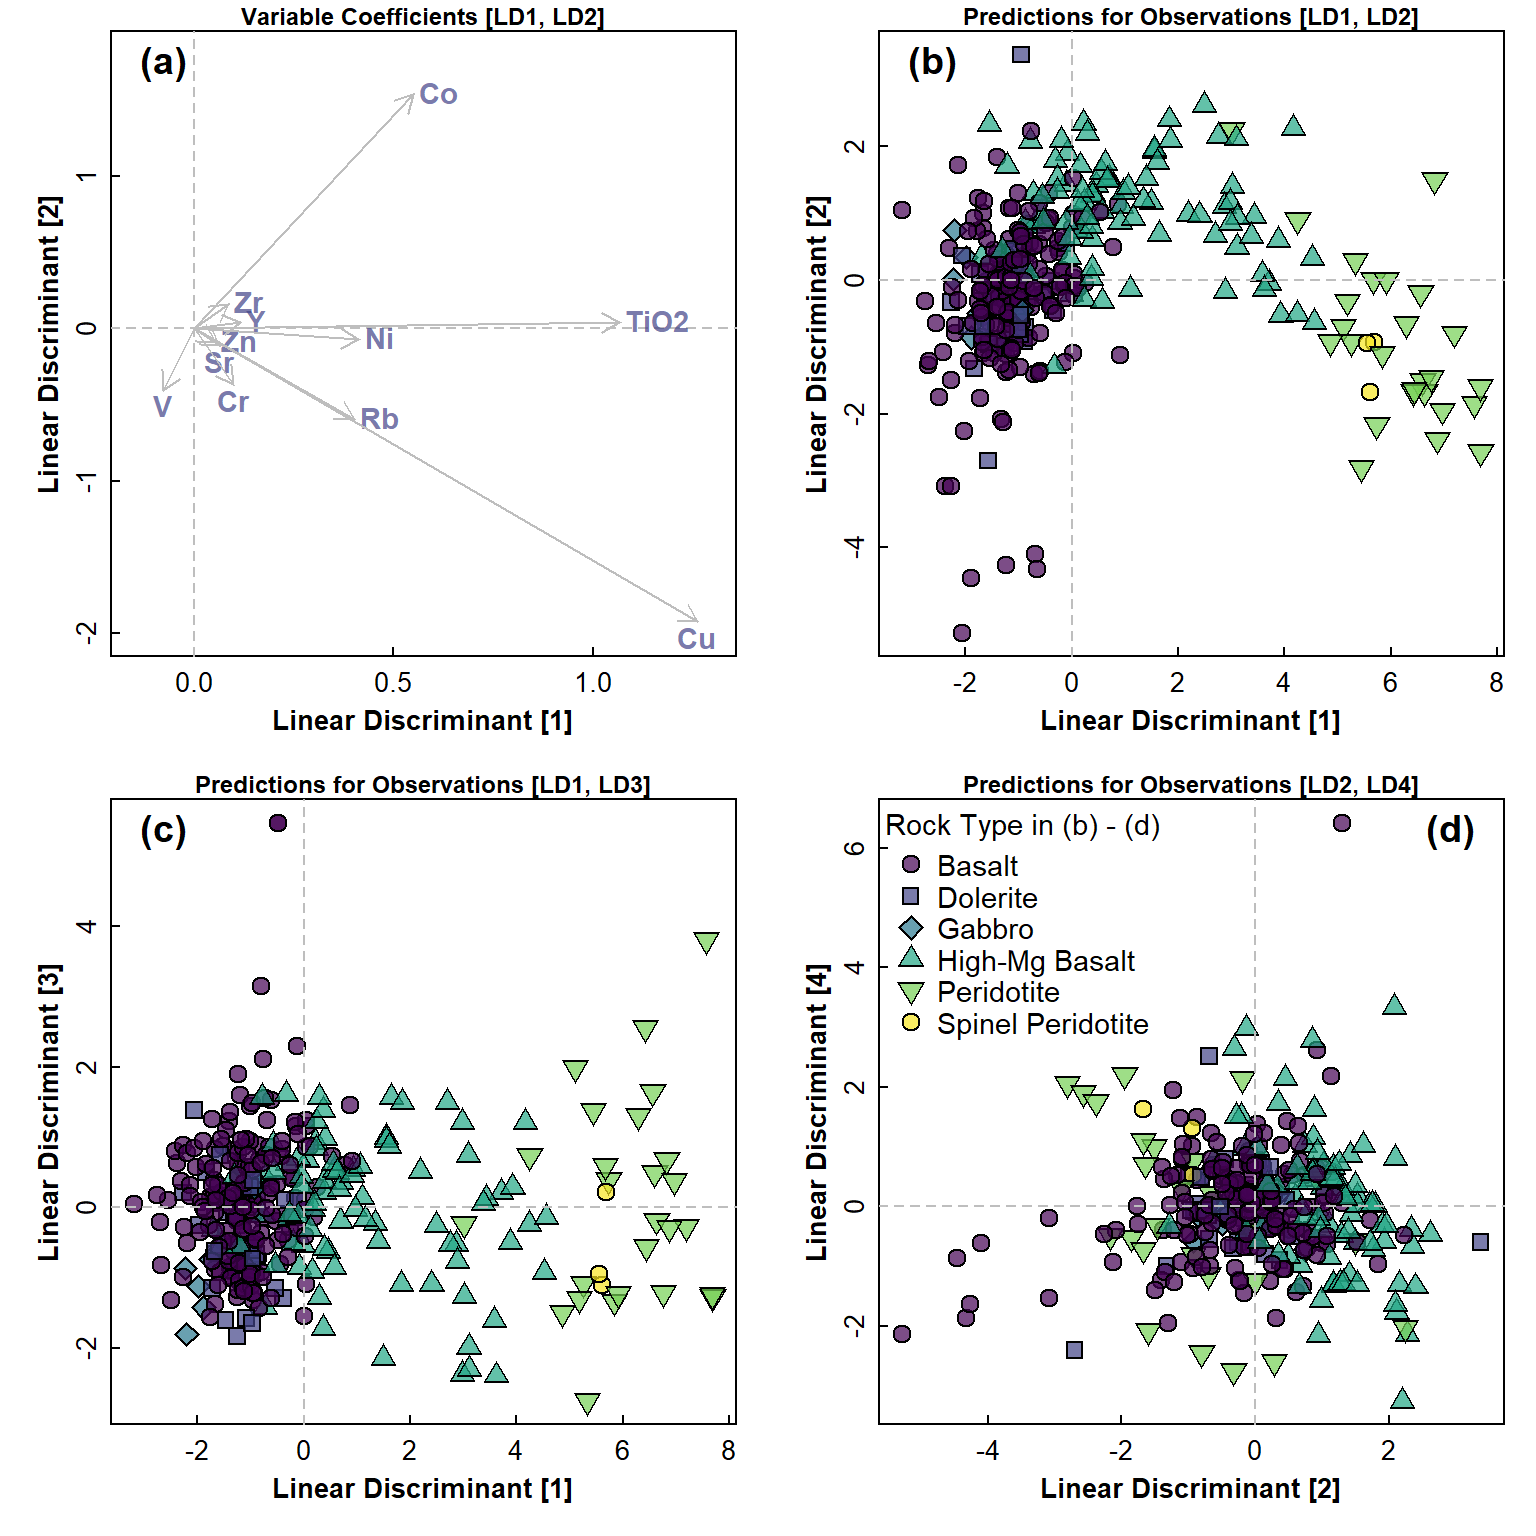 Variable Coefficients [LD1, LD2]
(a)
Co
Zr
Y
TiO2
Zn
Ni
Sr
V
Cr
Rb
Cu
1
0
-1
-2
0.0 0.5 1.0
Linear Discriminant [1]
Linear Discriminant [2]
Predictions for Observations [LD1, LD2]
(b)
2
0
-2
-4
-2 0 2 4 6 8
Linear Discriminant [1]
Linear Discriminant [2]
Predictions for Observations [LD1, LD3]
(c)
4
2
0
-2
-2 0 2 4 6 8
Linear Discriminant [1]
Linear Discriminant [3]
Predictions for Observations [LD2, LD4]
(d)
Rock Type in (b) - (d)
Basalt
Dolerite
Gabbro
High-Mg Basalt
Peridotite
Spinel Peridotite
6
4
2
0
-2
-4 -2 0 2
Linear Discriminant [2]
Linear Discriminant [4]